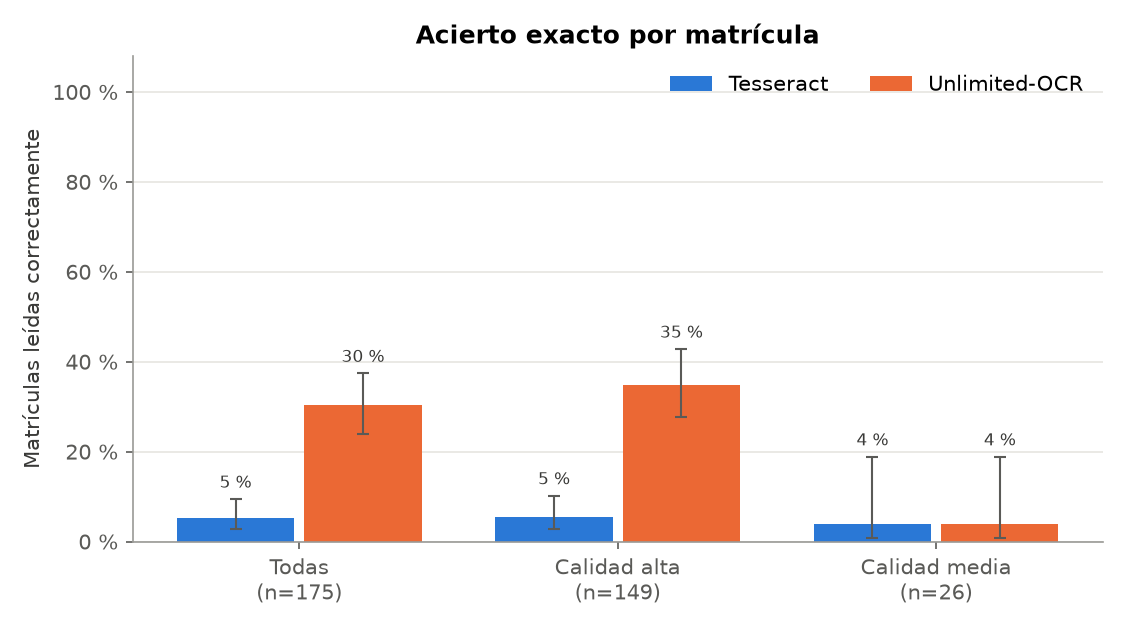 Acierto exacto por matrícula
Tesseract
Unlimited-OCR
Matrículas leídas correctamente
100 %
80 %
60 %
40 %
20 %
0 %
5 %
30 %
5 %
35 %
4 %
4 %
Todas
(n=175)
Calidad alta
(n=149)
Calidad media
(n=26)